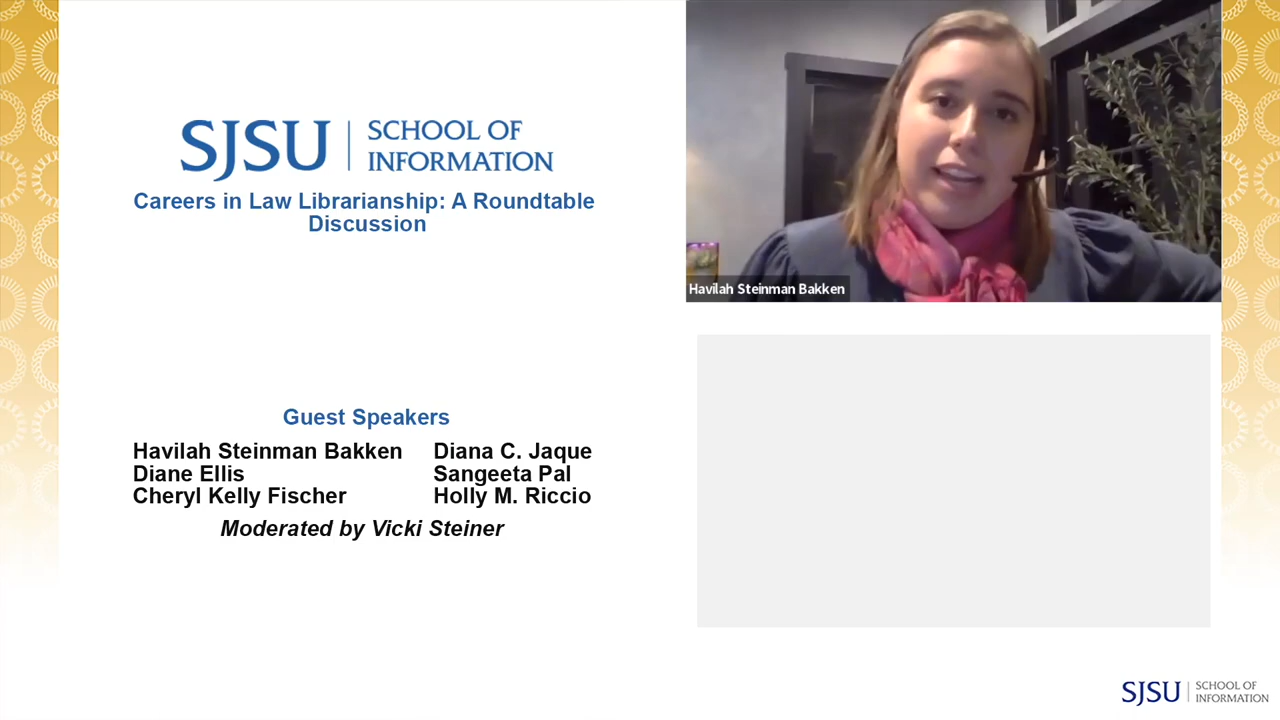 SJSU | SCHOOL OF
INFORMATION
Careers in Law Librarianship: A Roundtable
Discussion
Havilah Steinman Bakken
Guest Speakers
Havilah Steinman Bakken Diana C. Jaque
Diane Ellis Sangeeta Pal
Cheryl Kelly Fischer Holly M. Riccio
Moderated by Vicki Steiner
SJSU | SCHOOL OF
INFORMATION